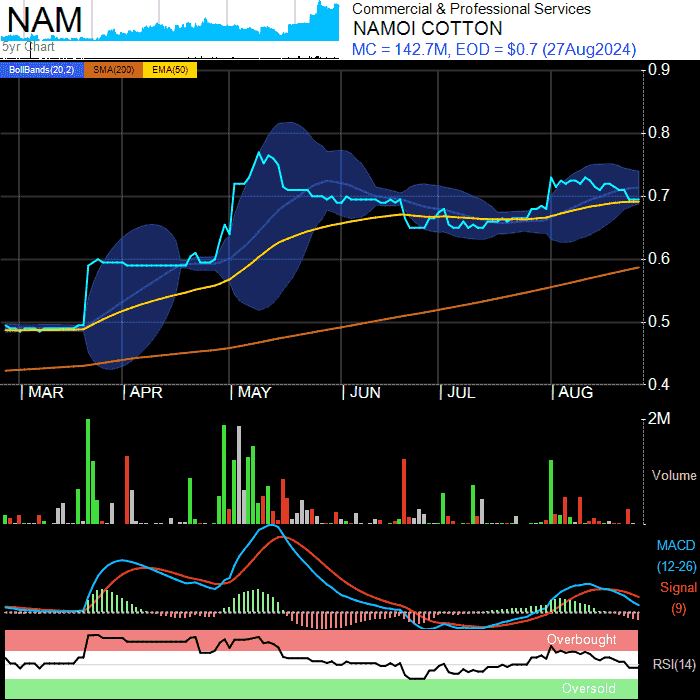 NAM
5yr Chart
Commercial & Professional Services
NAMOI COTTON
MC = 142.7M, EOD = $0.7 (27Aug2024)
BollBands(20,2) SMA(200) EMA(50)
0.9
0.8
0.7
0.6
0.5
0.4
MAR APR MAY JUN JUL AUG
2M
Volume
MACD
(12-26)
Signal
(9)
Overbought
RSI(14)
Oversold